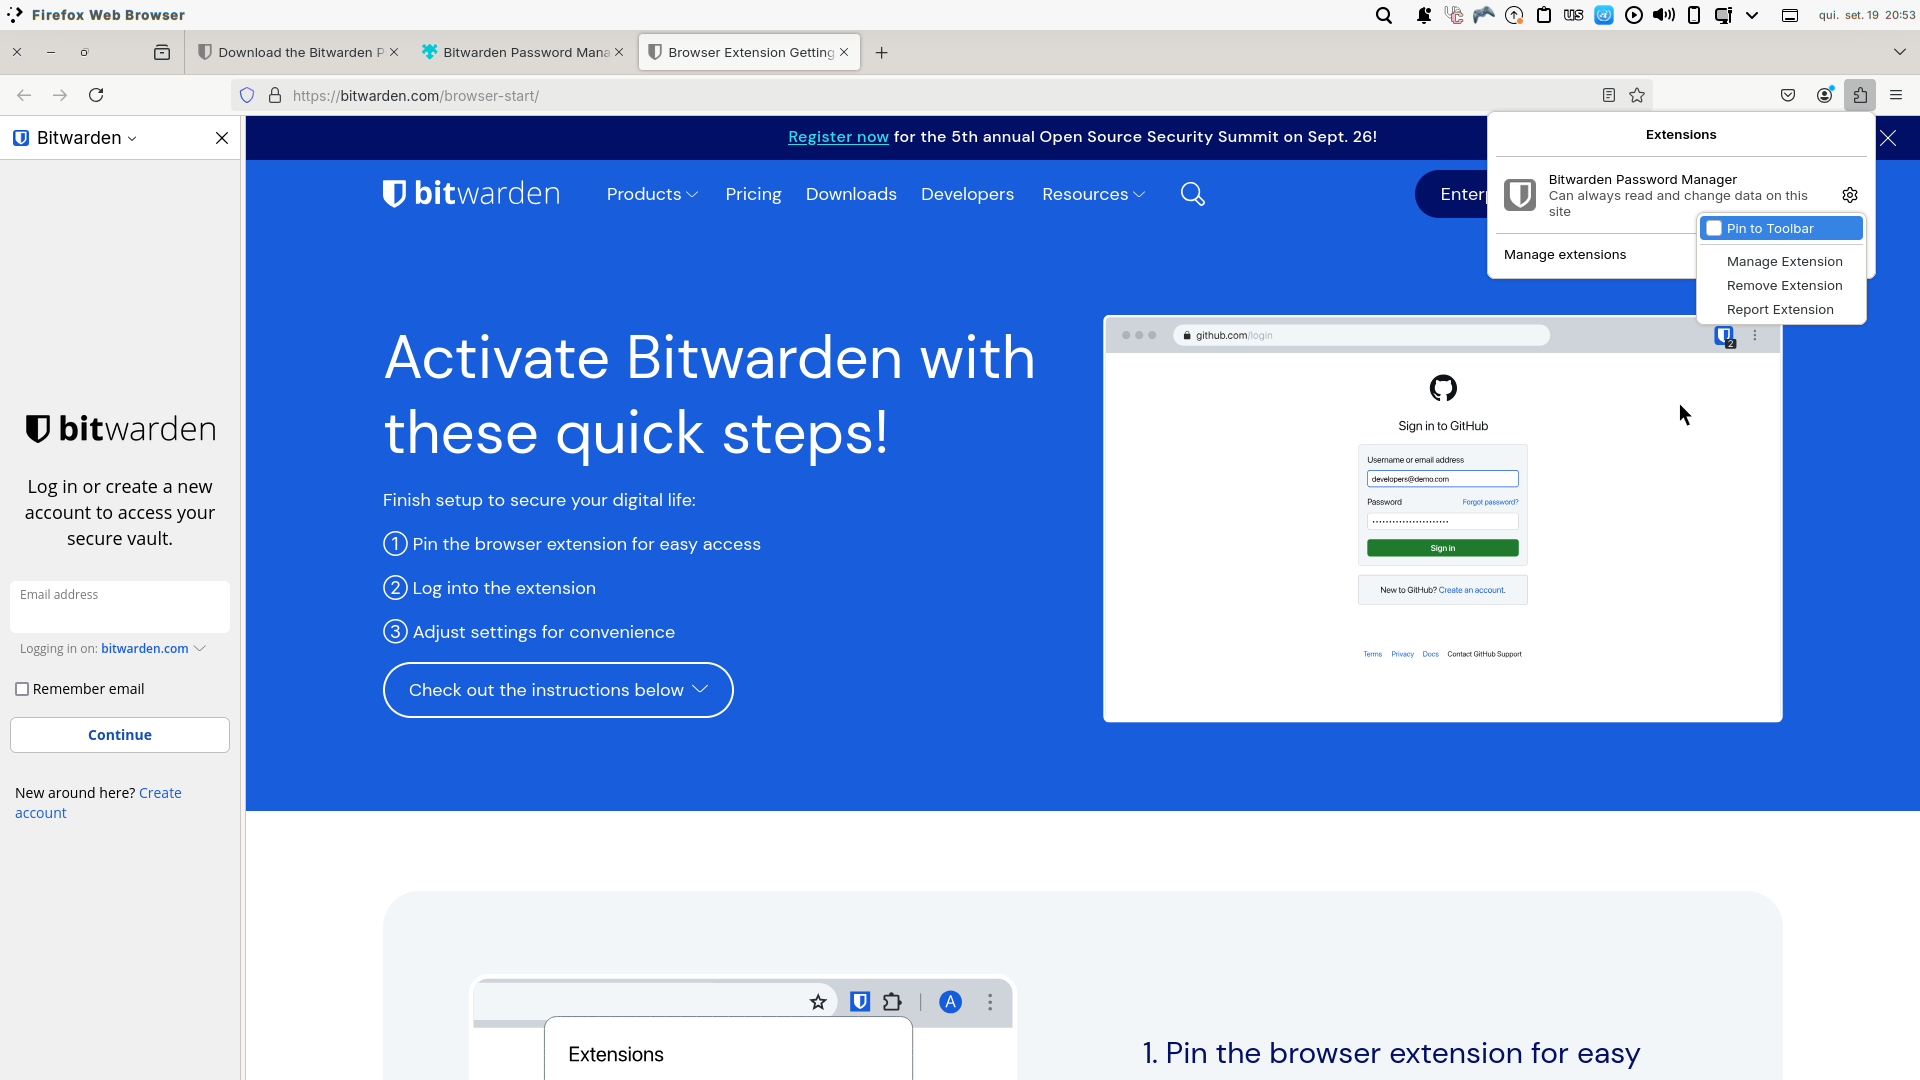 Firefox Web Browser
us
qui. set. 19 20:53
Download the Bitwarden P
Bitwarden Password Mana
Browser Extension Getting
https://bitwarden.com/browser-start/
Bitwarden
Register now for the 5th annual Open Source Security Summit on Sept. 26!
bitwarden
Products
Pricing
Downloads
Developers
Resources
Enterp
Extensions
Bitwarden Password Manager
Can always read and change data on this
site
Manage extensions
Pin to Toolbar
Manage Extension
Remove Extension
Report Extension
bitwarden
Log in or create a new
account to access your
secure vault.
Email address
Logging in on: bitwarden.com
Remember email
Continue
New around here? Create
account
Activate Bitwarden with
these quick steps!
Finish setup to secure your digital life:
1 Pin the browser extension for easy access
2 Log into the extension
3 Adjust settings for convenience
Check out the instructions below
github.com/login
2
Sign in to GitHub
Username or email address
developers@demo.com
Password
Forgot password?
Sign in
New to GitHub? Create an account.
Terms
Privacy
Docs
Contact GitHub Support
A
Extensions
1. Pin the browser extension for easy